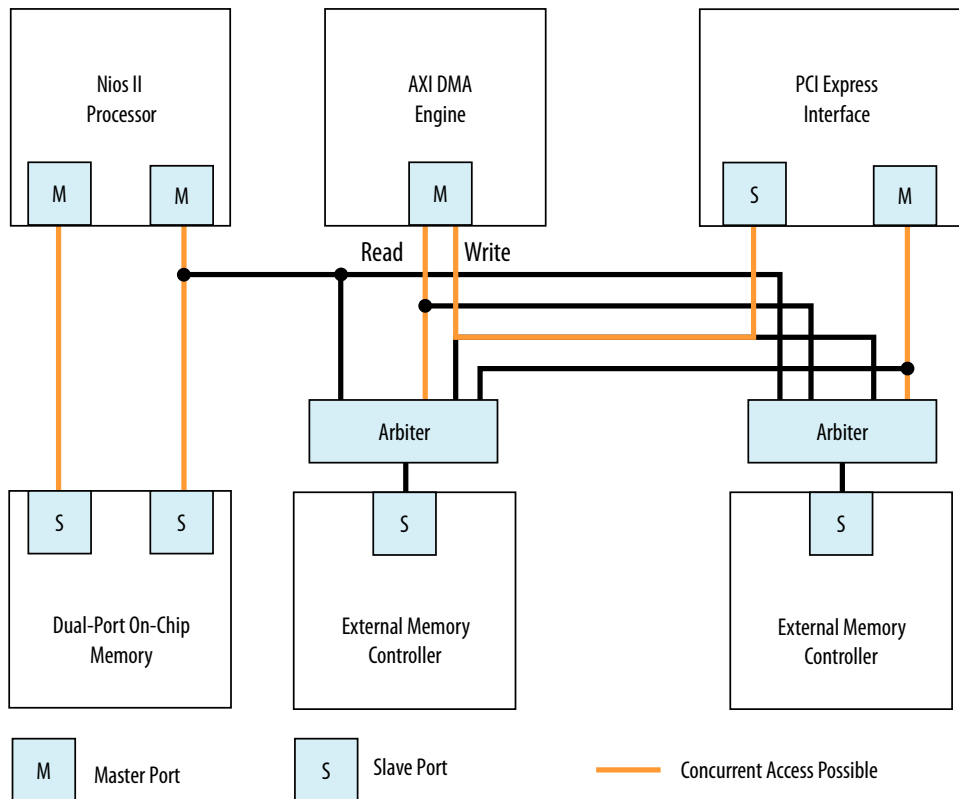 Nios II
Processor
AXI DMA
Engine
PCI Express
Interface
M
M
M
S
M
Read
Write
Arbiter
Arbiter
S
S
S
S
Dual-Port On-Chip
Memory
External Memory
Controller
External Memory
Controller
M
Master Port
S
Slave Port
Concurrent Access Possible